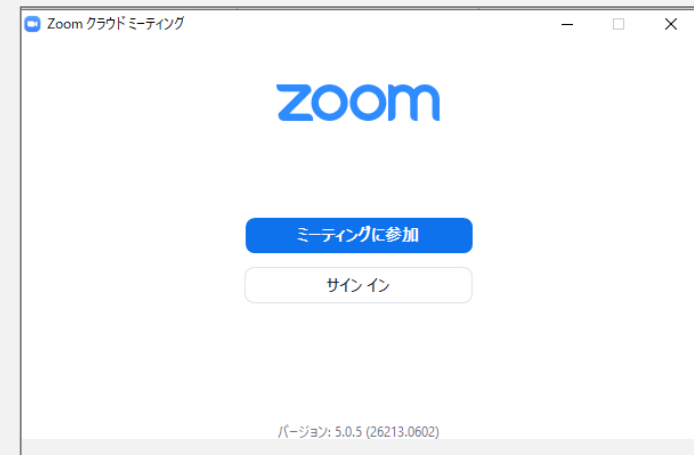 Zoom クラウド ミーティング
zoom
ミーティングに参加
サイン イン
バージョン: 5.0.5 (26213.0602)